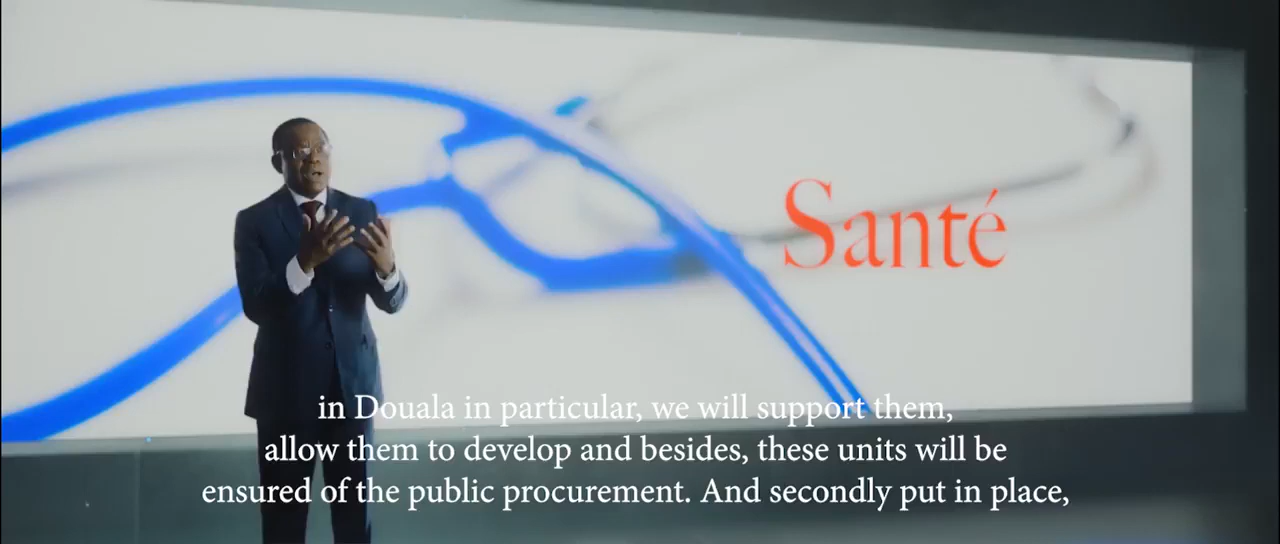 Santé
in Douala in particular, we will support them,
allow them to develop and besides, these units will be
ensured of the public procurement. And secondly put in place,